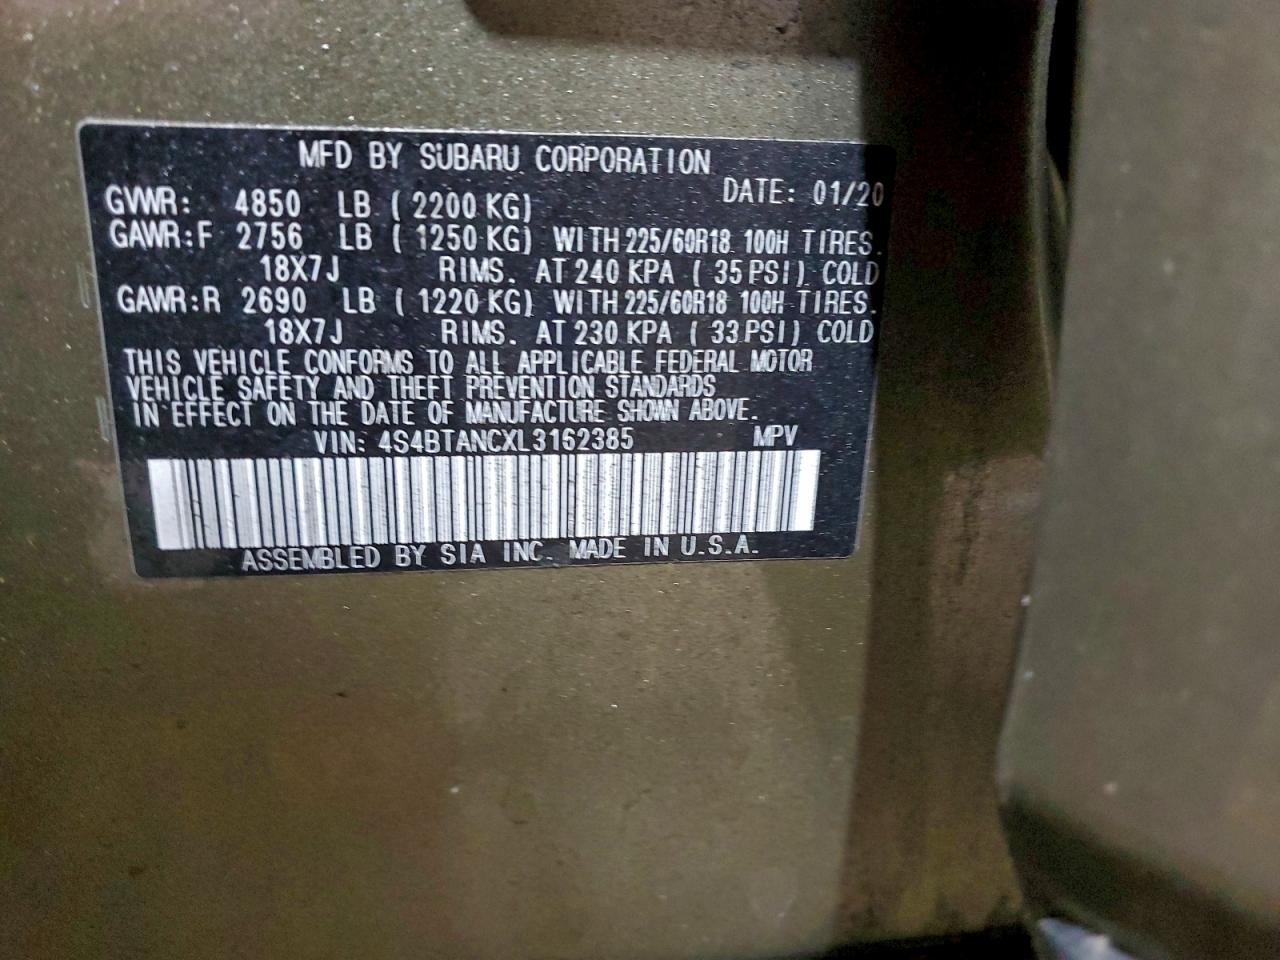 MFD BY SUBARU CORPORATION
DATE: 01/20
GVWR: 4850 LB ( 2200 KG)
GAWR:F 2756 LB ( 1250 KG) WITH 225/60R18 100H TIRES.
18X7J RIMS. AT 240 KPA ( 35 PSI) COLD
GAWR:R 2690 LB ( 1220 KG) WITH 225/60R18 100H TIRES.
18X7J RIMS. AT 230 KPA ( 33 PSI) COLD
THIS VEHICLE CONFORMS TO ALL APPLICABLE FEDERAL MOTOR
VEHICLE SAFETY AND THEFT PREVENTION STANDARDS
IN EFFECT ON THE DATE OF MANUFACTURE SHOWN ABOVE.
VIN: 4S4BTANCXL3162385 MPV
ASSEMBLED BY SIA INC. MADE IN U.S.A.